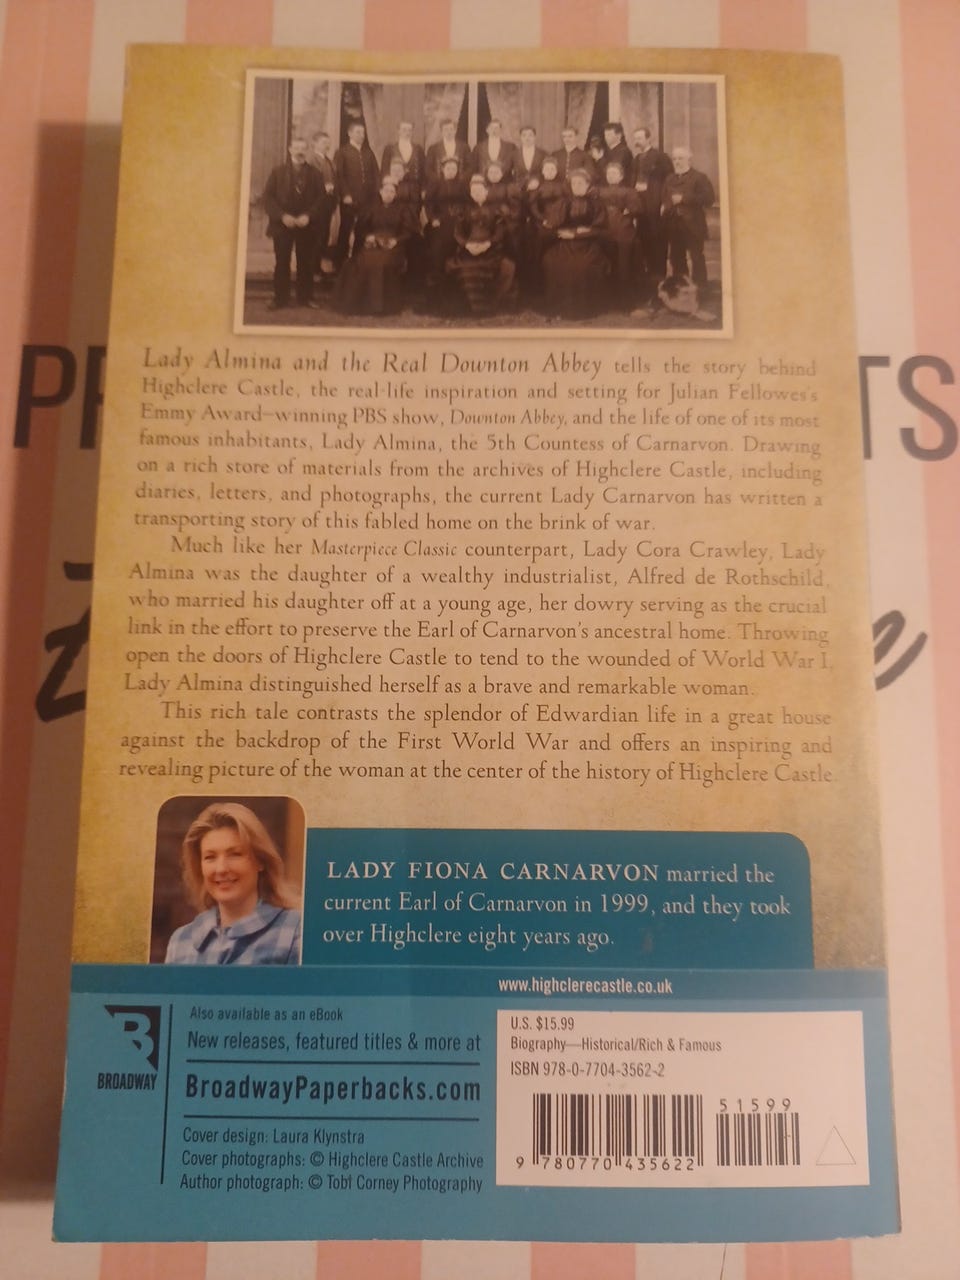 Lady Almina and the Real Downton Abbey tells the story behind
Highclere Castle, the real-life inspiration and setting for Julian Fellowes's
Emmy Award–winning PBS show, Downton Abbey, and the life of one of its most
famous inhabitants, Lady Almina, the 5th Countess of Carnarvon. Drawing
on a rich store of materials from the archives of Highclere Castle, including
diaries, letters, and photographs, the current Lady Carnarvon has written a
transporting story of this fabled home on the brink of war.
Much like her Masterpiece Classic counterpart, Lady Cora Crawley, Lady
Almina was the daughter of a wealthy industrialist, Alfred de Rothschild,
who married his daughter off at a young age, her dowry serving as the crucial
link in the effort to preserve the Earl of Carnarvon's ancestral home. Throwing
open the doors of Highclere Castle to tend to the wounded of World War I,
Lady Almina distinguished herself as a brave and remarkable woman.
This rich tale contrasts the splendor of Edwardian life in a great house
against the backdrop of the First World War and offers an inspiring and
revealing picture of the woman at the center of the history of Highclere Castle.
LADY FIONA CARNARVON married the
current Earl of Carnarvon in 1999, and they took
over Highclere eight years ago.
www.highclerecastle.co.uk
B
BROADWAY
Also available as an eBook
New releases, featured titles & more at
BroadwayPaperbacks.com
Cover design: Laura Klynstra
Cover photographs: © Highclere Castle Archive
Author photograph: © Tobi Corney Photography
U.S. $15.99
Biography—Historical/Rich & Famous
ISBN 978-0-7704-3562-2
51599
9 780770 435622